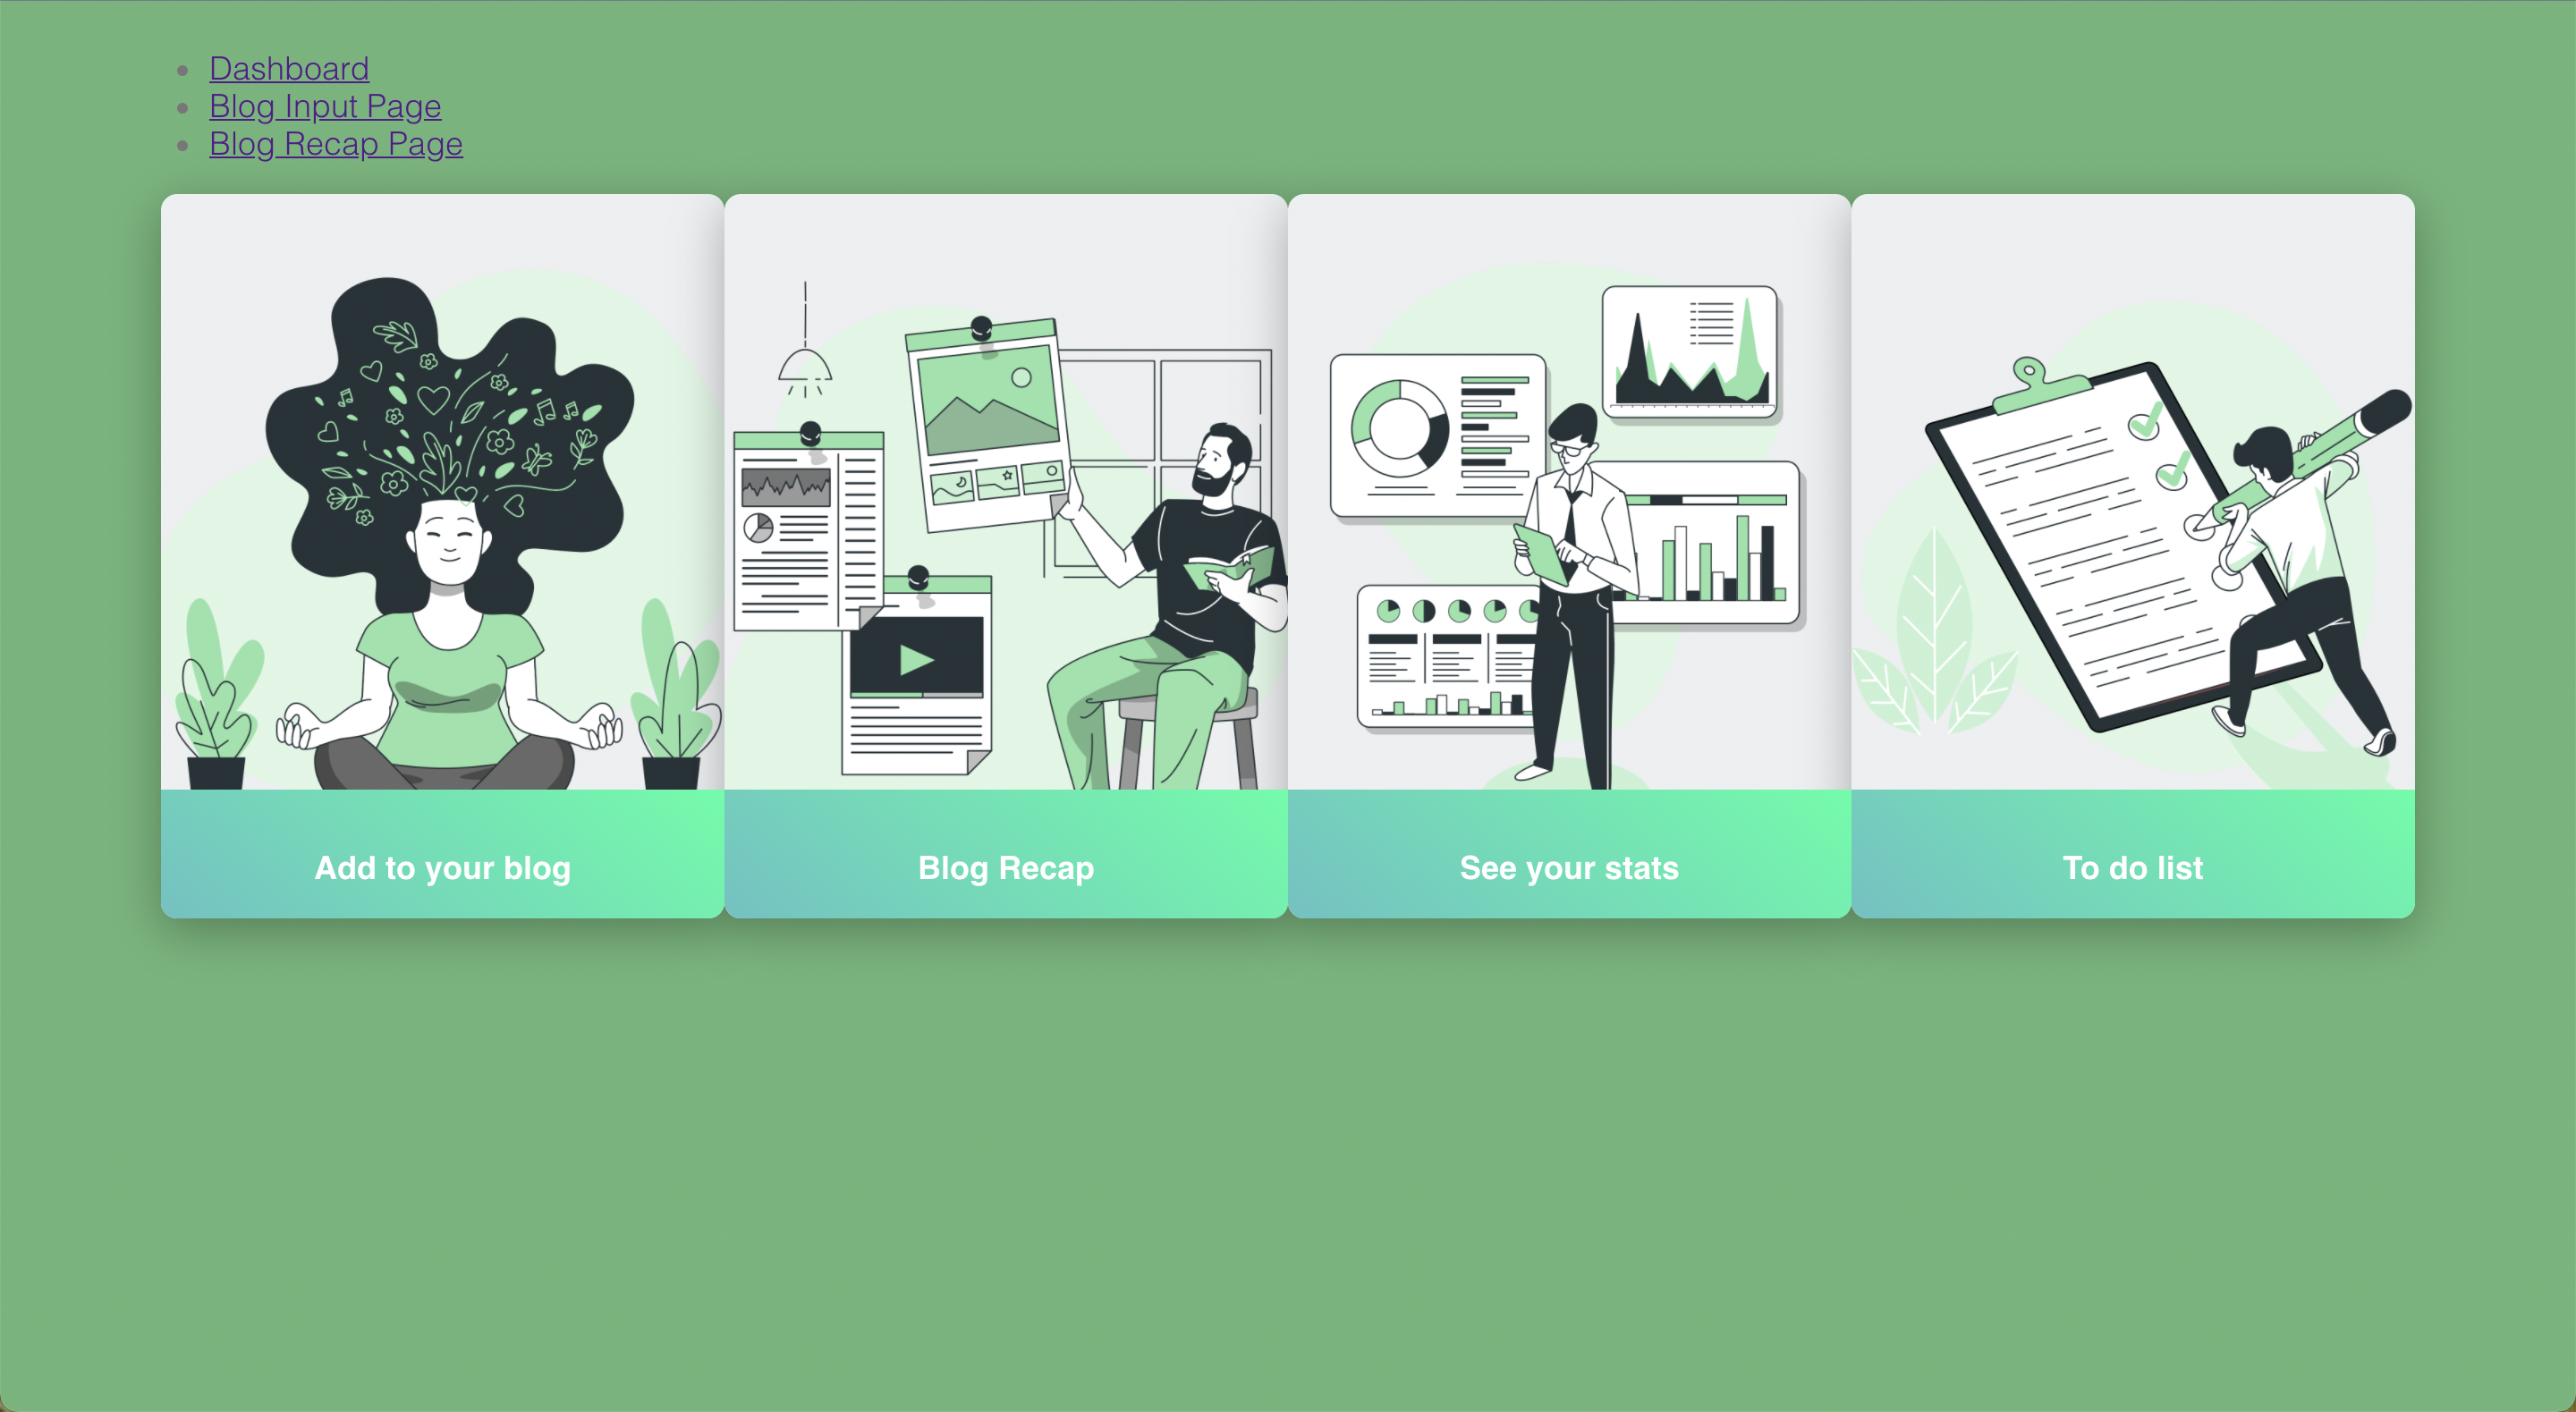 Dashboard
Blog Input Page
Blog Recap Page
Add to your blog
Blog Recap
See your stats
To do list